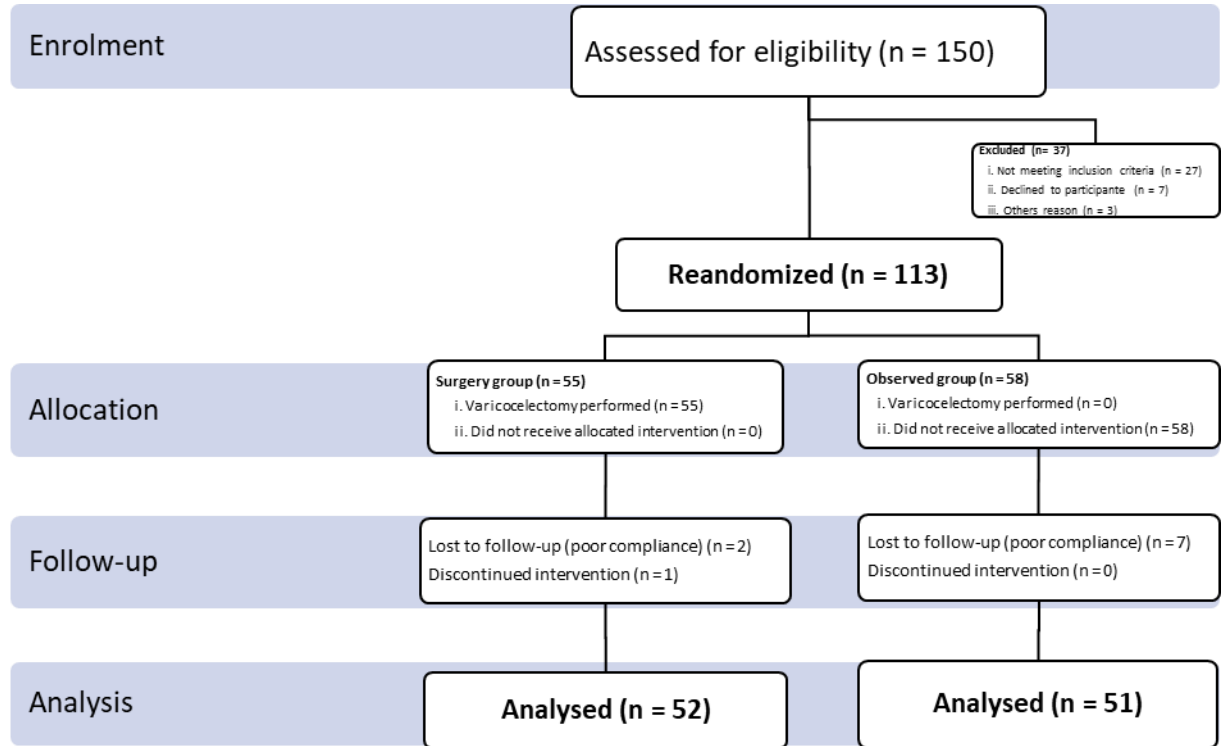 Enrolment
Assessed for eligibility (n = 150)
Excluded (n= 37)
i. Not meeting inclusion criteria (n = 27)
ii. Declined to participante (n = 7)
iii. Others reason (n = 3)
Reandomized (n = 113)
Allocation
Surgery group (n = 55)
i. Varicocelectomy performed (n = 55)
ii. Did not receive allocated intervention (n = 0)
Observed group (n = 58)
i. Varicocelectomy performed (n = 0)
ii. Did not receive allocated intervention (n = 58)
Follow-up
Lost to follow-up (poor compliance) (n = 2)
Discontinued intervention (n = 1)
Lost to follow-up (poor compliance) (n = 7)
Discontinued intervention (n = 0)
Analysis
Analysed (n = 52)
Analysed (n = 51)